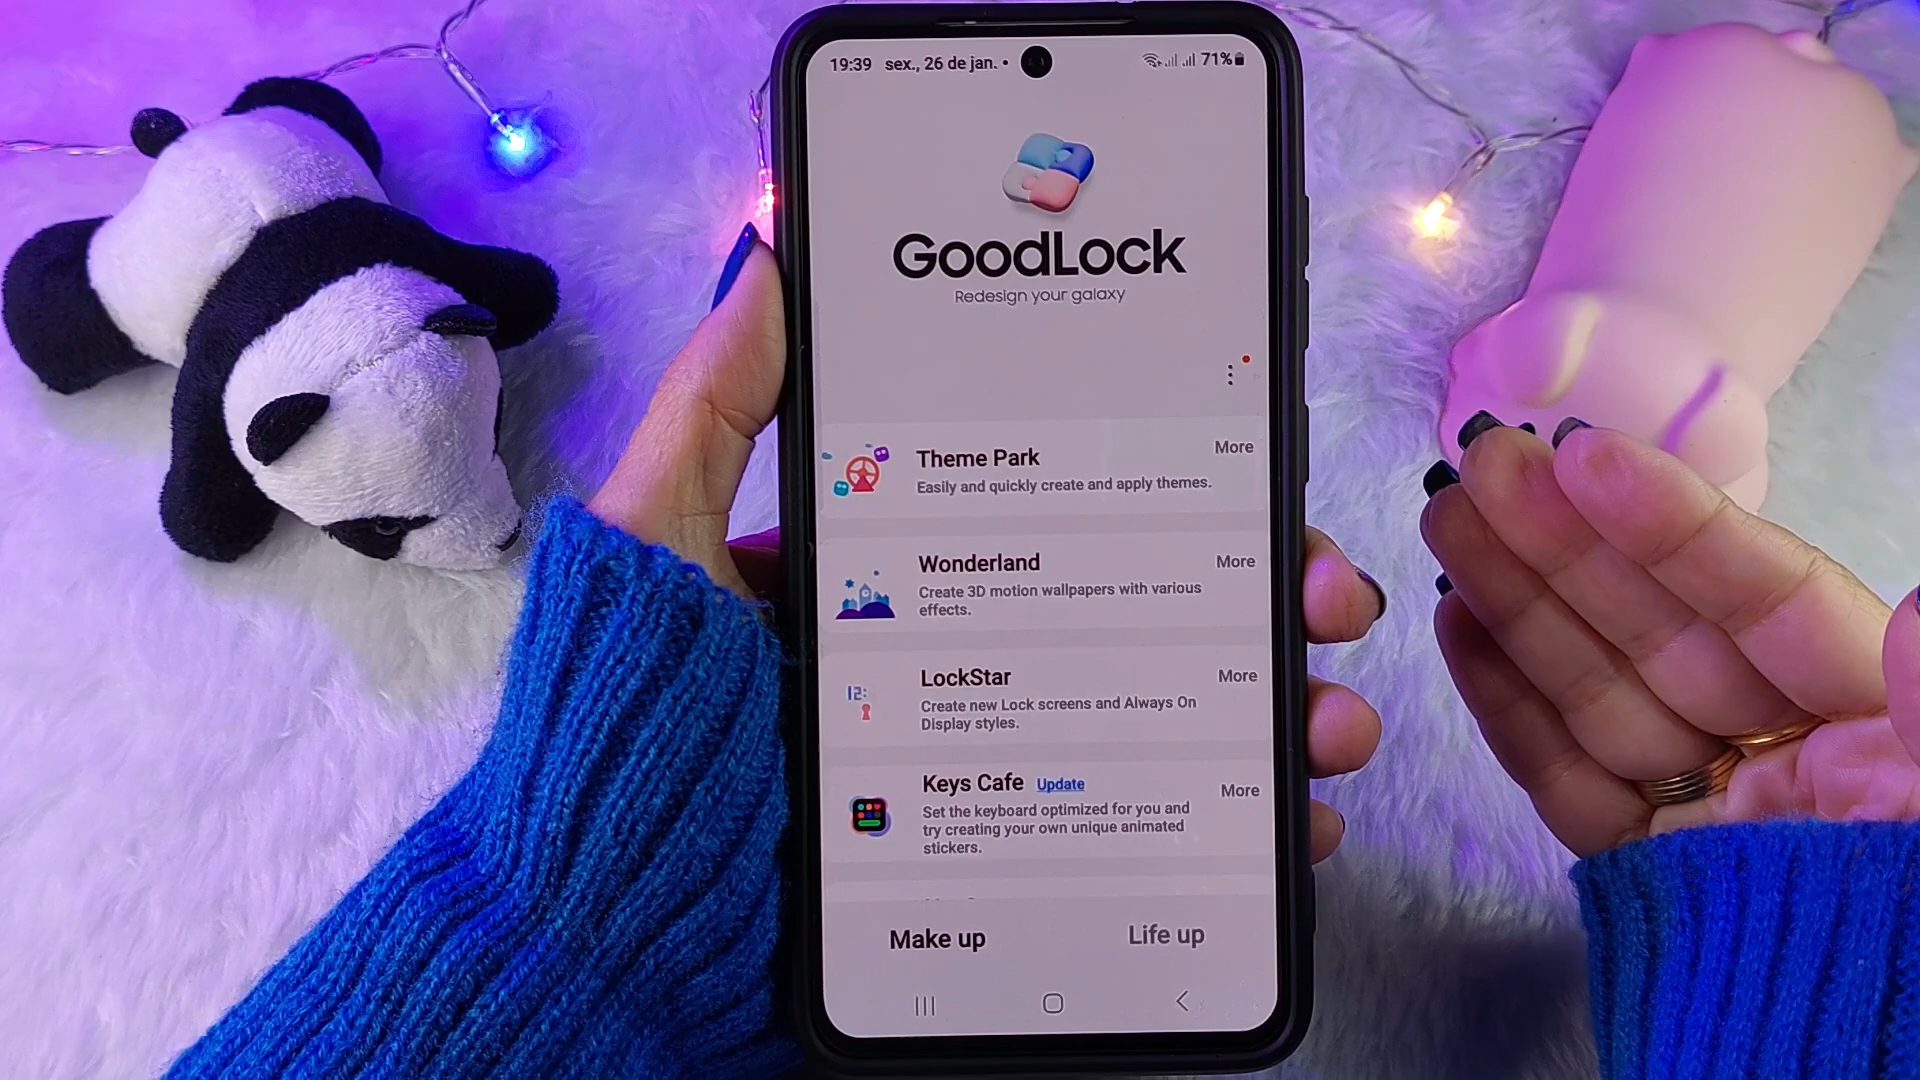 19:39 sex., 26 de jan. • 71%
GoodLock
Redesign your galaxy
Theme Park More
Easily and quickly create and apply themes.
Wonderland More
Create 3D motion wallpapers with various
effects.
12:
LockStar More
Create new Lock screens and Always On
Display styles.
Keys Cafe Update More
Set the keyboard optimized for you and
try creating your own unique animated
stickers.
Make up Life up